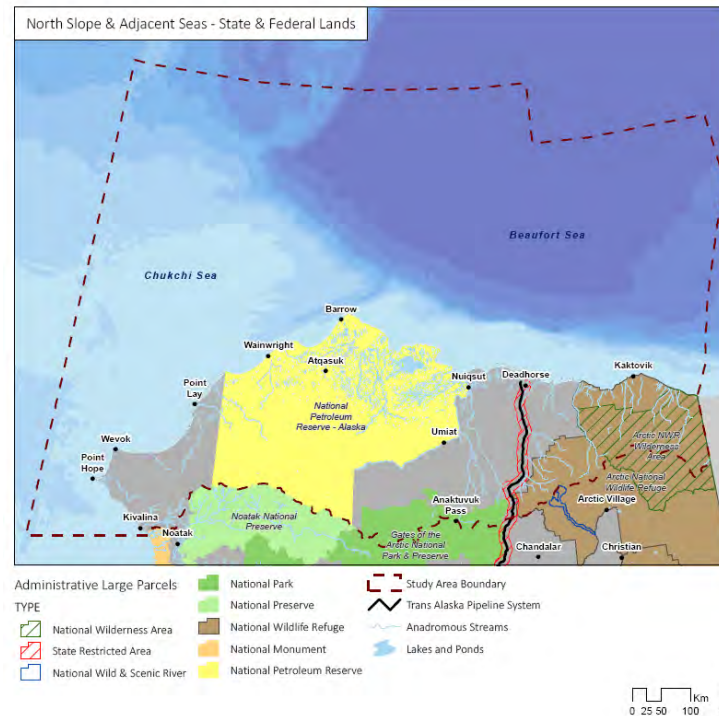 North Slope & Adjacent Seas - State & Federal Lands
Beaufort Sea
Chukchi Sea
Barrow
Wainwright
Atqasuk
Deadhorse
Kaktovik
Nuiqsut
Point
Lay
National
Petroleum
Reserve - Alaska
Umiat
Arctic NWR
Wilderness
Area
Wevok
Point
Hope
Arctic National
Wildlife Refuge
Kivalina
Noatak
Noatak National
Preserve
Anaktuvuk
Pass
Gates of the
Arctic National
Park & Preserve
Arctic Village
Chandalar
Christian
Administrative Large Parcels
TYPE
National Wilderness Area
State Restricted Area
National Wild & Scenic River
National Park
National Preserve
National Wildlife Refuge
National Monument
National Petroleum Reserve
Study Area Boundary
Trans Alaska Pipeline System
Anadromous Streams
Lakes and Ponds
Km
0 25 50 100